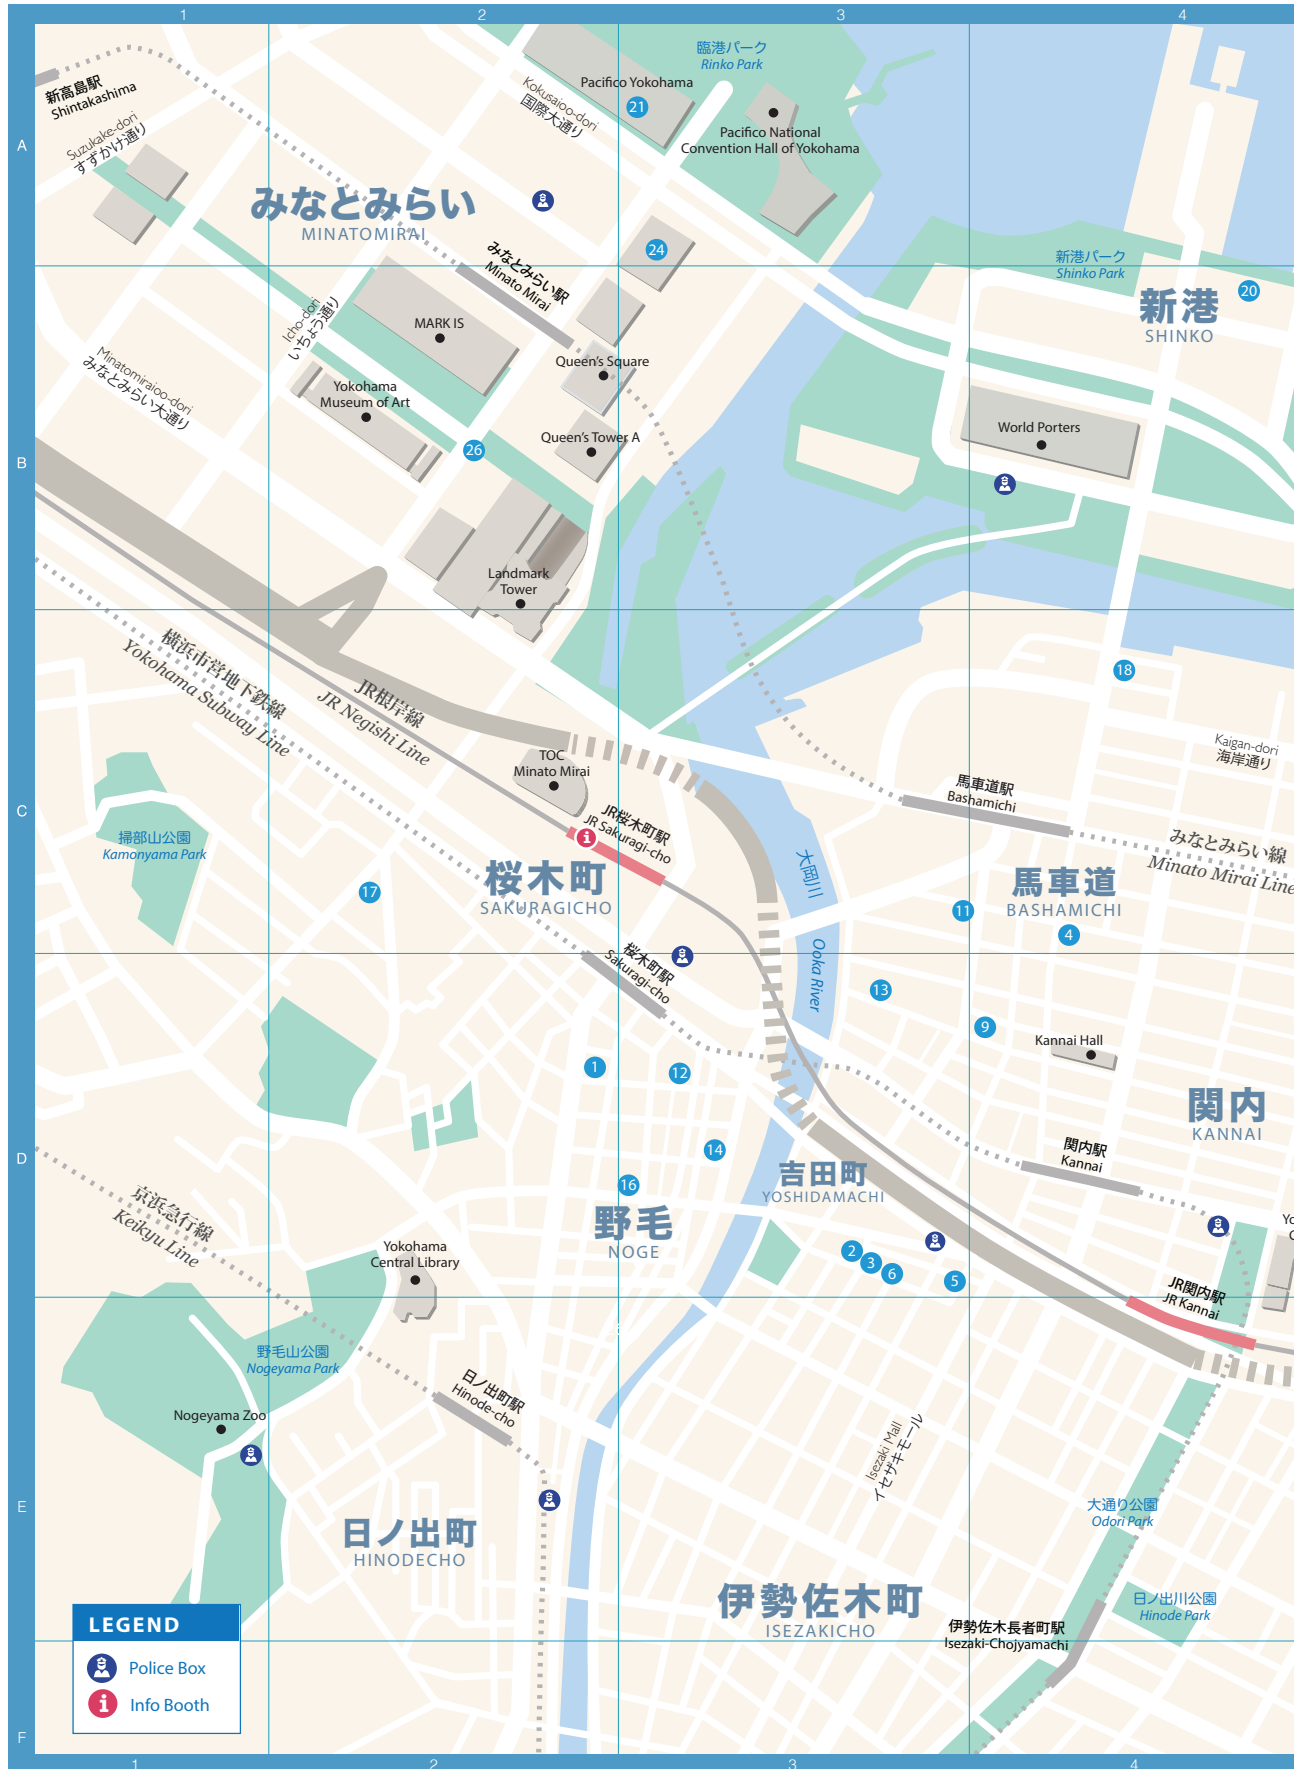 1
2
3
4
A
B
C
D
E
F
臨港パーク
Rinko Park
Pacifico Yokohama
21
Kokusaioo-dori
国際大通り
Pacifico National
Convention Hall of Yokohama
新高島駅
Shintakashima
Suzukake-dori
すずかけ通り
みなとみらい
MINATOMIRAI
みなとみらい駅
Minato Mirai
24
新港パーク
Shinko Park
20
新港
SHINKO
Icho-dori
いちょう通り
MARK IS
Queen's Square
Minatomiraioo-dori
みなとみらい大通り
Yokohama
Museum of Art
Queen's Tower A
26
World Porters
Landmark
Tower
横浜市営地下鉄線
Yokohama Subway Line
JR根岸線
JR Negishi Line
18
Kaigan-dori
海岸通り
TOC
Minato Mirai
馬車道駅
Bashamichi
JR桜木町駅
JR Sakuragi-cho
みなとみらい線
Minato Mirai Line
掃部山公園
Kamonyama Park
17
桜木町
SAKURAGICHO
大岡川
Ooka River
馬車道
BASHAMICHI
11
4
桜木町駅
Sakuragi-cho
13
9
Kannai Hall
1
12
関内
KANNAI
14
関内駅
Kannai
吉田町
YOSHIDAMACHI
16
京浜急行線
Keikyu Line
野毛
NOGE
Yokohama
Central Library
2
3
6
5
JR関内駅
JR Kannai
野毛山公園
Nogeyama Park
日ノ出町駅
Hinode-cho
Nogeyama Zoo
Isezaki Mall
イセザキモール
大通り公園
Odori Park
日ノ出町
HINODECHO
伊勢佐木町
ISEZAKICHO
日ノ出川公園
Hinode Park
伊勢佐木長者町駅
Isezaki-Chojyamachi
LEGEND
Police Box
Info Booth
1
2
3
4